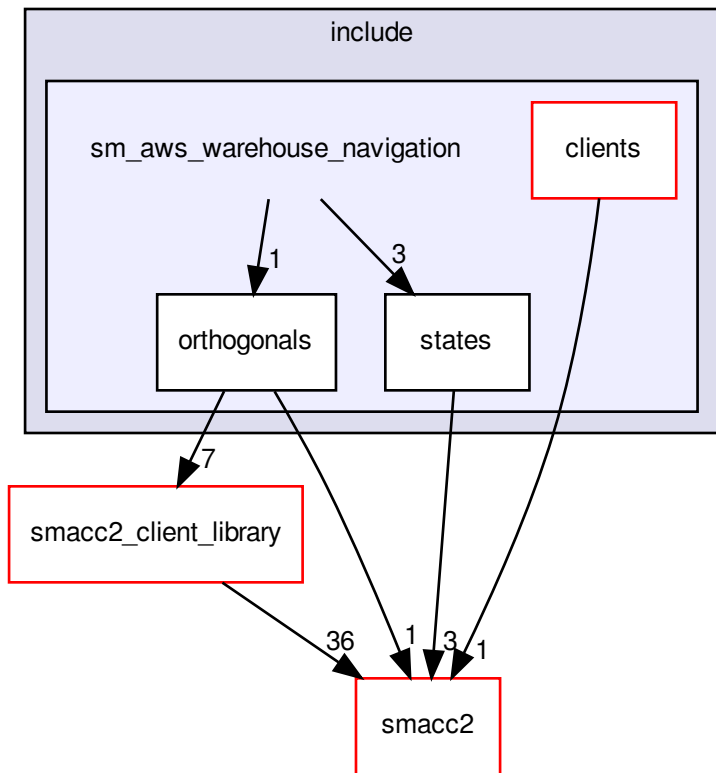 include
sm_aws_warehouse_navigation
clients
1
3
orthogonals
states
7
smacc2_client_library
36
1
3
1
smacc2